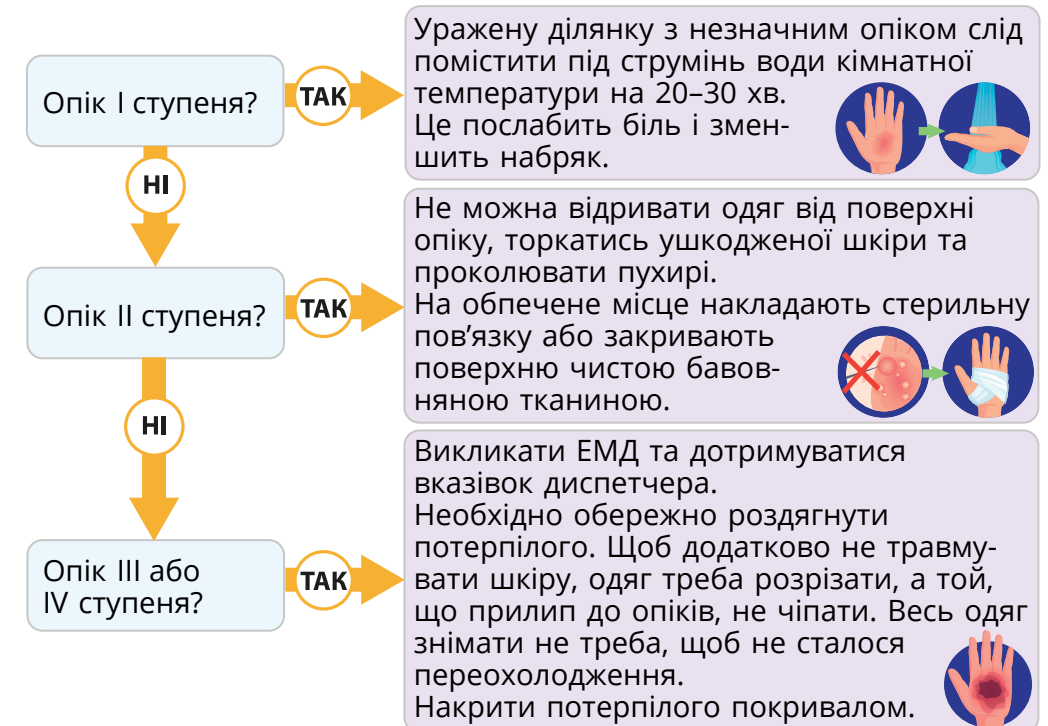 Опік І ступеня?
ТАК
Уражену ділянку з незначним опіком слід
помістити під струмінь води кімнатної
температури на 20–30 хв.
Це послабить біль і змен-
шить набряк.
НІ
Опік ІІ ступеня?
ТАК
Не можна відривати одяг від поверхні
опіку, торкатись ушкодженої шкіри та
проколювати пухирі.
На обпечене місце накладають стерильну
пов'язку або закривають
поверхню чистою бавов-
няною тканиною.
НІ
Опік ІІІ або
IV ступеня?
ТАК
Викликати ЕМД та дотримуватися
вказівок диспетчера.
Необхідно обережно роздягнути
потерпілого. Щоб додатково не травму-
вати шкіру, одяг треба розрізати, а той,
що прилип до опіків, не чіпати. Весь одяг
знімати не треба, щоб не сталося
переохолодження.
Накрити потерпілого покривалом.